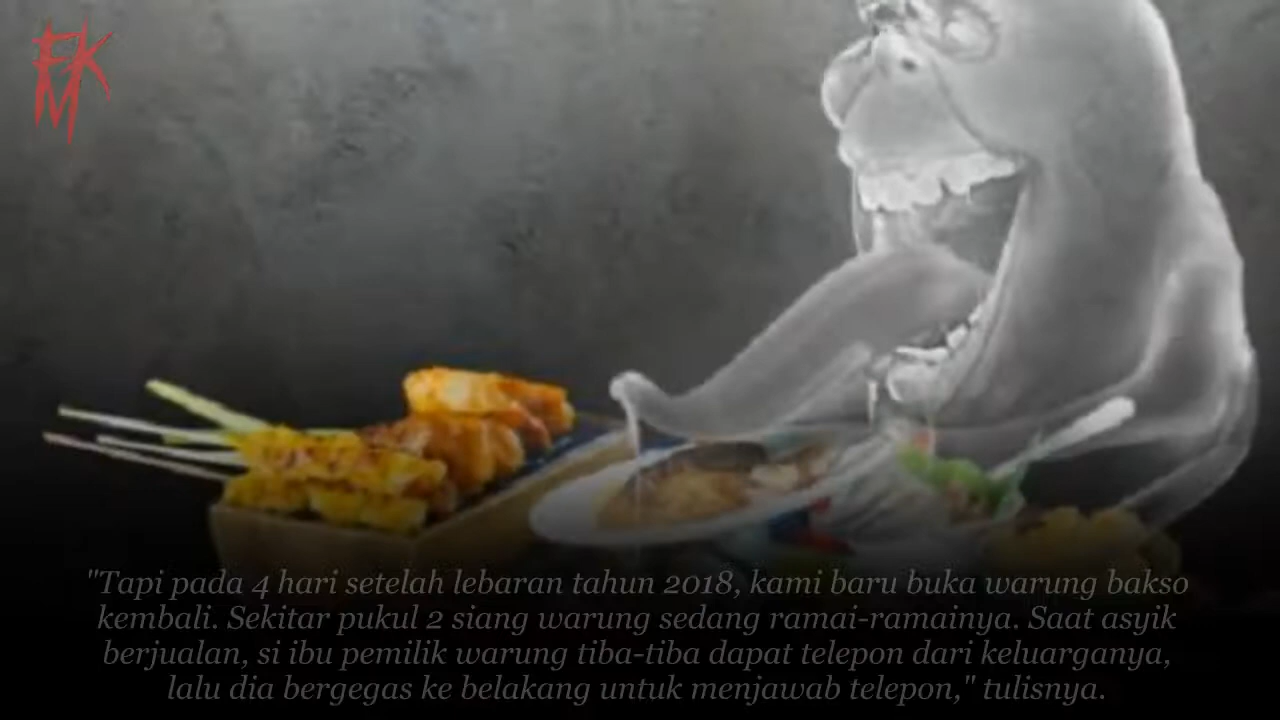 FKM
"Tapi pada 4 hari setelah lebaran tahun 2018, kami baru buka warung bakso
kembali. Sekitar pukul 2 siang warung sedang ramai-ramainya. Saat asyik
berjualan, si ibu pemilik warung tiba-tiba dapat telepon dari keluarganya,
lalu dia bergegas ke belakang untuk menjawab telepon," tulisnya.